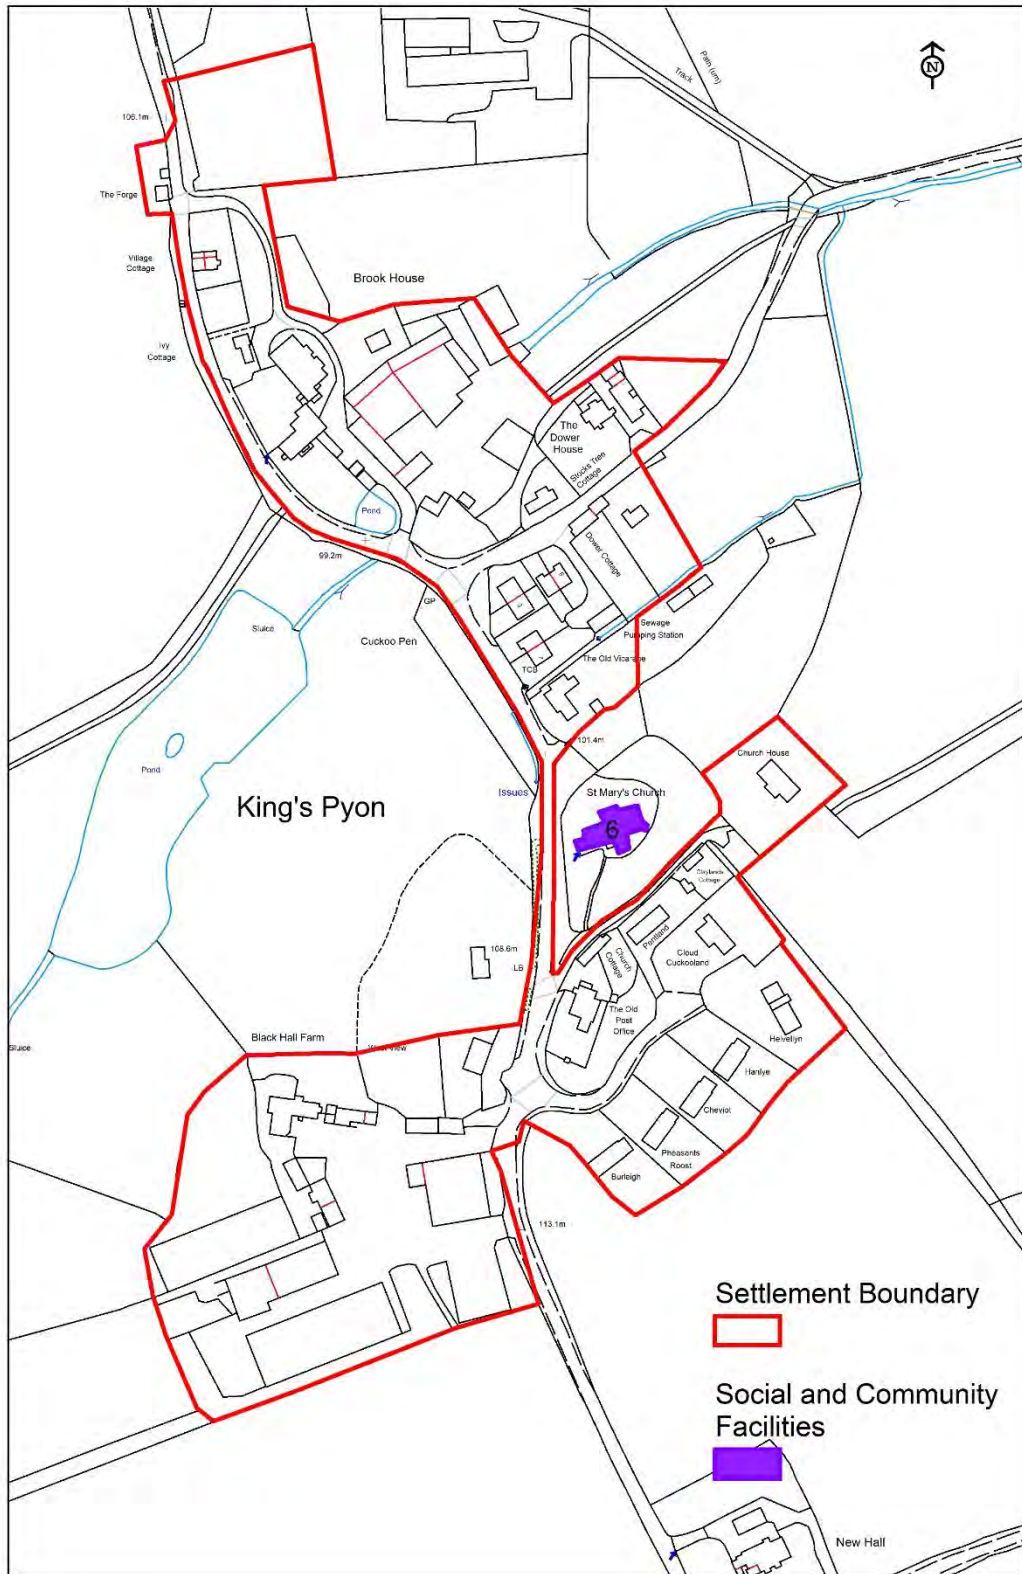 N
Path (um)
Track
106.1m
The Forge
Village
Cottage
Brook House
Ivy
Cottage
The
Dower
House
Stocks Tree
Cottage
Pond
99.2m
Dower Cottage
GP
Sluice
Cuckoo Pen
Sewage
Pumping Station
TCB
The Old Vicarage
101.4m
Church House
Pond
Issues
St Mary's Church
King's Pyon
6
Claylands
Cottage
Pentland
108.6m
LB
Church
Cottage
Cloud
Cuckooland
The Old
Post
Office
Black Hall Farm
Sluice
West View
Helvellyn
Hanlye
Cheviot
Pheasants
Roost
Burleigh
113.1m
Settlement Boundary
Social and Community
Facilities
New Hall